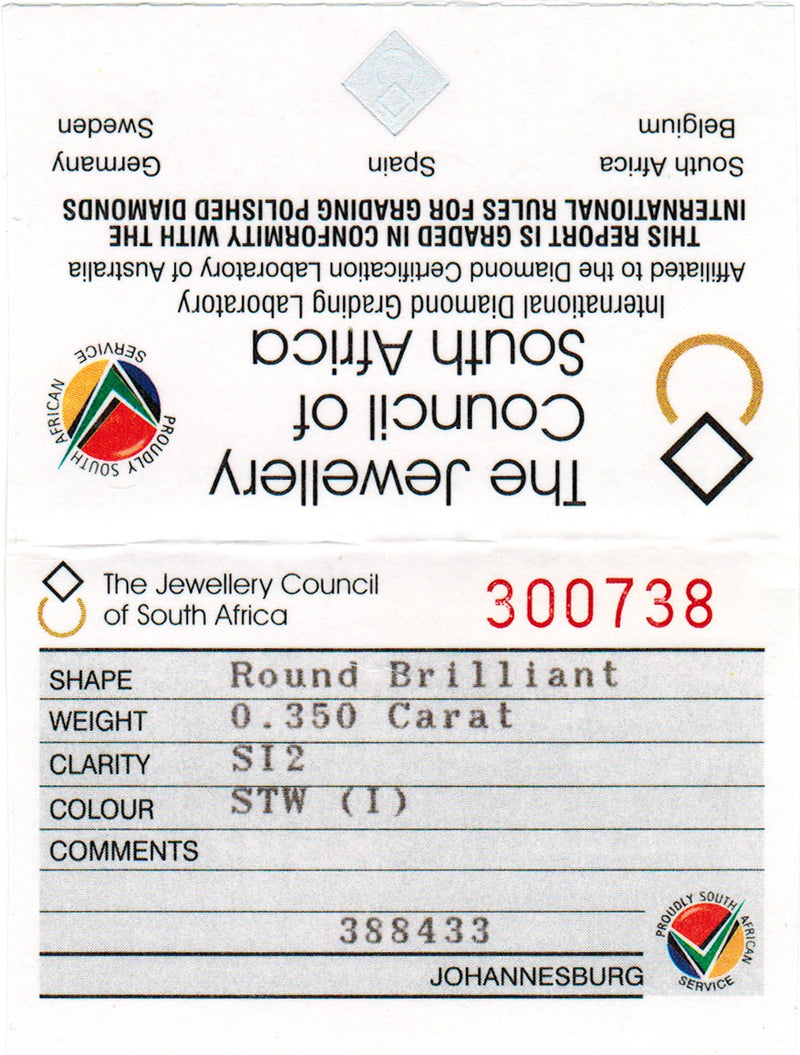 The Jewellery
Council of
South Africa
PROUDLY SOUTH AFRICAN
SERVICE
International Diamond Grading Laboratory
Affiliated to the Diamond Certification Laboratory of Australia
THIS REPORT IS GRADED IN CONFORMITY WITH THE
INTERNATIONAL RULES FOR GRADING POLISHED DIAMONDS
South Africa Spain Germany
Belgium Sweden
The Jewellery Council
of South Africa
300738
SHAPE Round Brilliant
WEIGHT 0.350 Carat
CLARITY SI2
COLOUR STW (I)
COMMENTS
388433
JOHANNESBURG
PROUDLY SOUTH AFRICAN
SERVICE